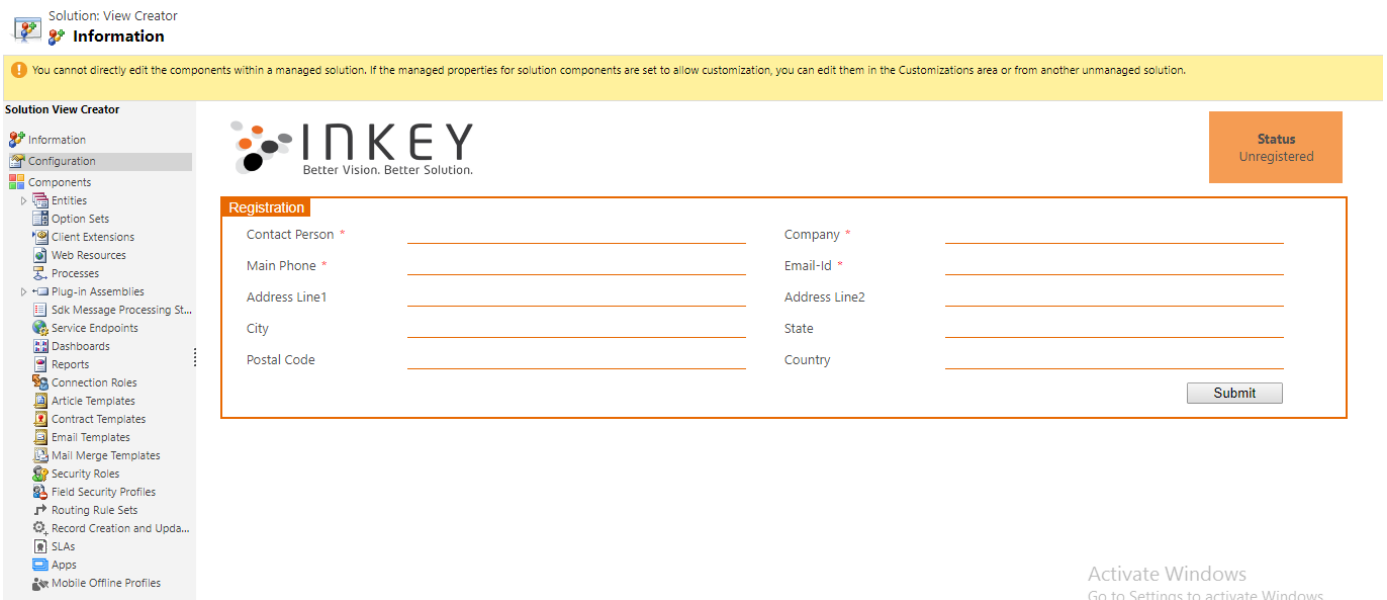 Solution: View Creator
Information
You cannot directly edit the components within a managed solution. If the managed properties for solution components are set to allow customization, you can edit them in the Customizations area or from another unmanaged solution.
Solution View Creator
Information
Configuration
Components
Entities
Option Sets
Client Extensions
Web Resources
Processes
Plug-in Assemblies
Sdk Message Processing St...
Service Endpoints
Dashboards
Reports
Connection Roles
Article Templates
Contract Templates
Email Templates
Mail Merge Templates
Security Roles
Field Security Profiles
Routing Rule Sets
Record Creation and Upda...
SLAs
Apps
Mobile Offline Profiles
INKEY
Better Vision. Better Solution.
Status
Unregistered
Registration
Contact Person * Company *
Main Phone * Email-Id *
Address Line1 Address Line2
City State
Postal Code Country
Submit
Activate Windows
Go to Settings to activate Windows.